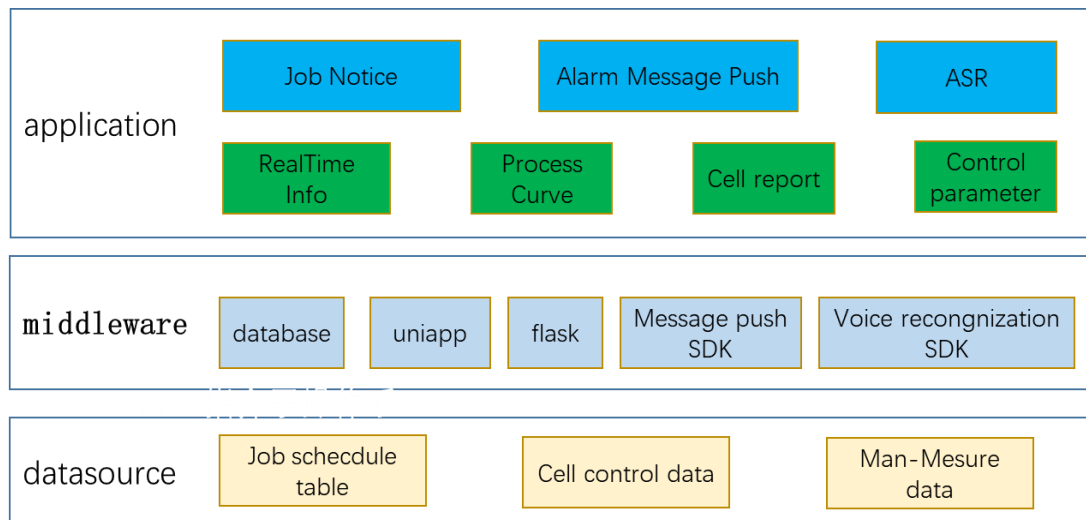 Job Notice
Alarm Message Push
ASR
application
RealTime
Info
Process
Curve
Cell report
Control
parameter
middleware
database
uniapp
flask
Message push
SDK
Voice recongnization
SDK
datasource
Job schecdule
table
Cell control data
Man-Mesure
data